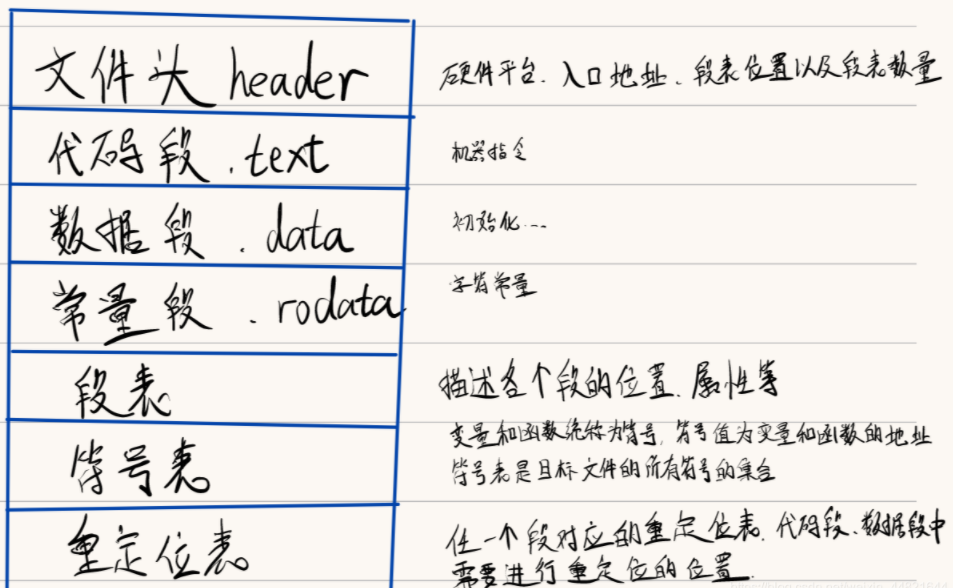 文件头 header
硬件平台、入口地址、段表位置以及段表数量
代码段 .text
机器指令
数据段 .data
初始化...
常量段 .rodata
字符常量
段表
描述各个段的位置、属性等
符号表
变量和函数统称为符号,符号值为变量和函数的地址
符号表是目标文件的所有符号的集合
重定位表
任一个段对应的重定位表,代码段、数据段中
需要进行重定位的位置.